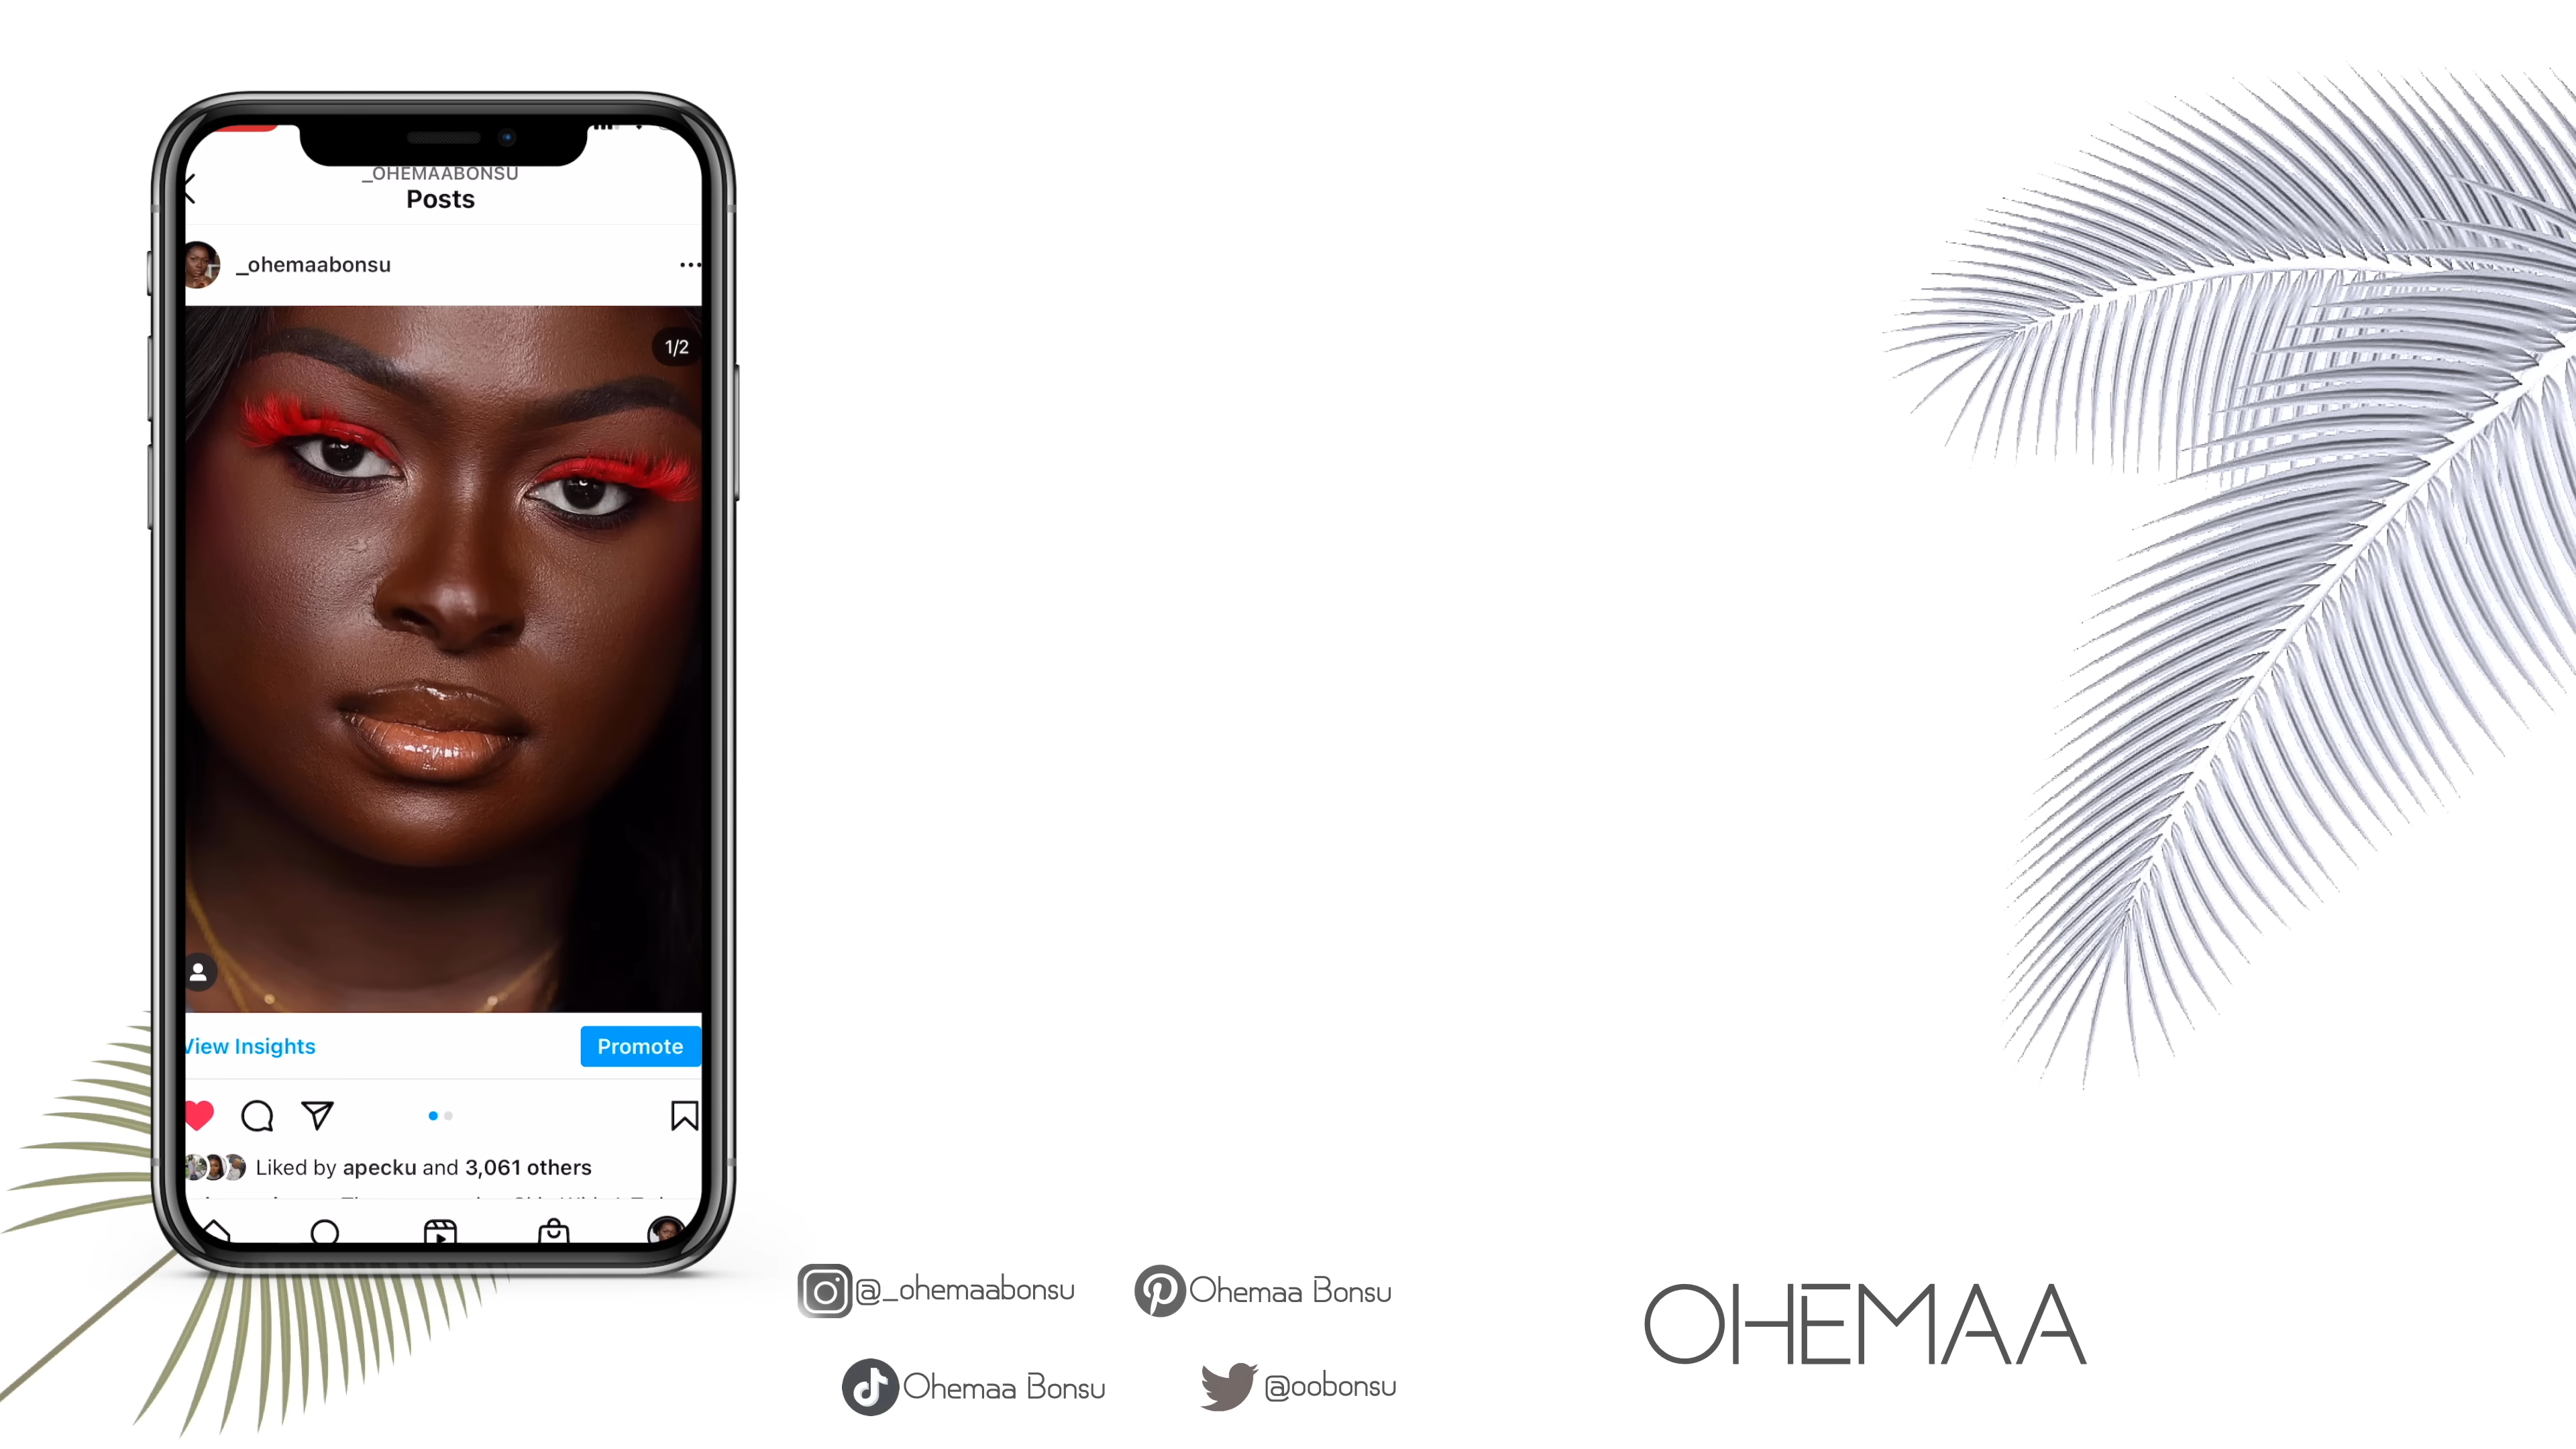 _OHEMAABONSU
Posts
_ohemaabonsu
1/2
View Insights
Promote
Liked by apecku and 3,061 others
@_ohemaabonsu
Ohemaa Bonsu
Ohemaa Bonsu
@oobonsu
OHEMAA